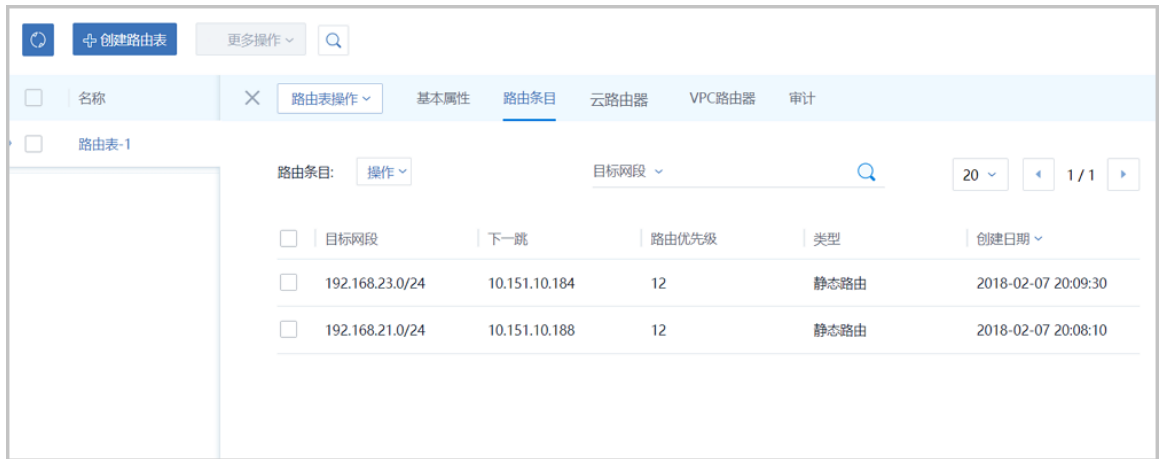 创建路由表 更多操作
名称 路由表操作 基本属性 路由条目 云路由器 VPC路由器 审计
路由表-1
路由条目: 操作 目标网段 20 1 / 1
目标网段 下一跳 路由优先级 类型 创建日期
192.168.23.0/24 10.151.10.184 12 静态路由 2018-02-07 20:09:30
192.168.21.0/24 10.151.10.188 12 静态路由 2018-02-07 20:08:10